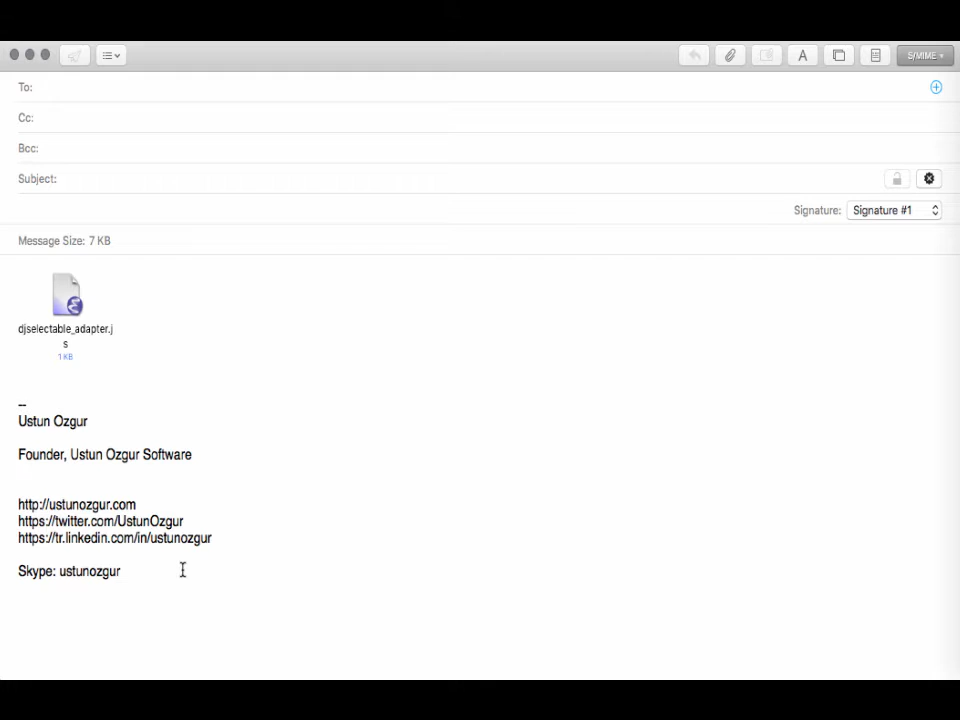 S/MIME
To:
Cc:
Bcc:
Subject:
Signature: Signature #1
Message Size: 7 KB
djselectable_adapter.j
s
1 KB
--
Ustun Ozgur
Founder, Ustun Ozgur Software
http://ustunozgur.com
https://twitter.com/UstunOzgur
https://tr.linkedin.com/in/ustunozgur
Skype: ustunozgur